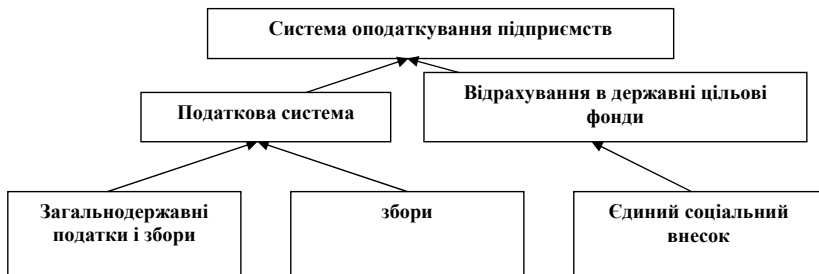 Система оподаткування підприємств
Податкова система
Відрахування в державні цільові
фонди
Загальнодержавні
податки і збори
збори
Єдиний соціальний
внесок